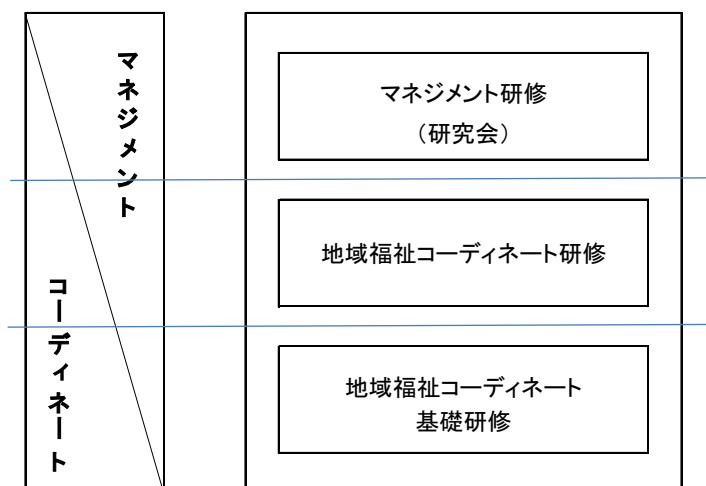 マネジメント
コーディネート
マネジメント研修
（研究会）
地域福祉コーディネート研修
地域福祉コーディネート
基礎研修